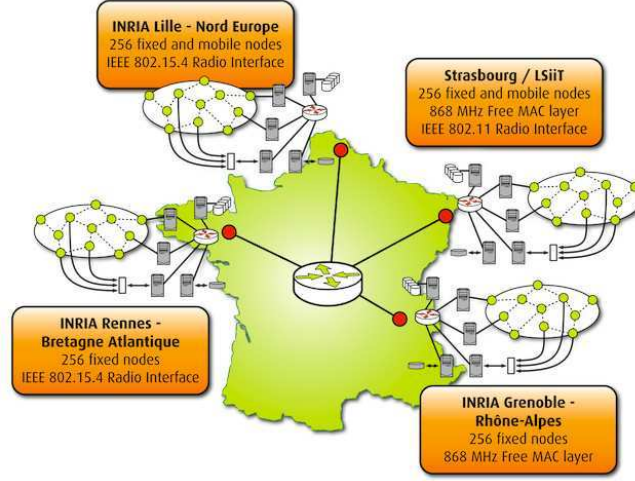 INRIA Lille - Nord Europe
256 fixed and mobile nodes
IEEE 802.15.4 Radio Interface
Strasbourg / LSiiT
256 fixed and mobile nodes
868 MHz Free MAC layer
IEEE 802.11 Radio Interface
INRIA Rennes -
Bretagne Atlantique
256 fixed nodes
IEEE 802.15.4 Radio Interface
INRIA Grenoble -
Rhône-Alpes
256 fixed nodes
868 MHz Free MAC layer